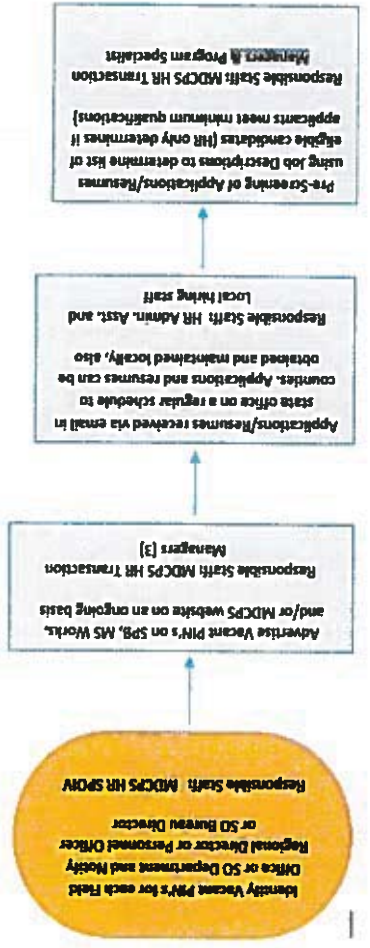 Identify Vacant PIN's for each Field
Office or SO Department and Notify
Regional Director or Personnel Officer
or SO Bureau Director
Responsible Staff: MDCPS HR SPOIV
Advertise Vacant PIN's on SPB, MS Works,
and/or MDCPS website on an ongoing basis
Responsible Staff: MDCPS HR Transaction
Managers (3)
Applications/Resumes received via email in
state office on a regular schedule to
counties. Applications and resumes can be
obtained and maintained locally, also
Responsible Staffs: HR Admin. Asst. and
Local hiring staff
Pre-Screening of Applications/Resumes
using Job Descriptions to determine list of
eligible candidates (HR only determines if
applicants meet minimum qualifications)
Responsible Staff: MDCPS HR Transaction
Managers & Program Specialist